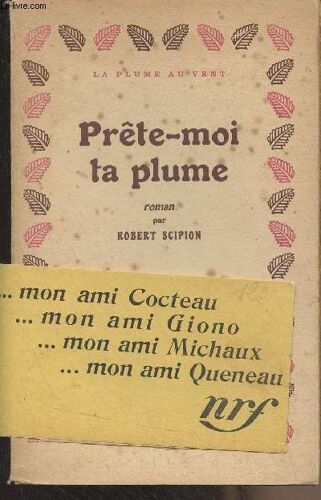 LA PLUME AU VENT
Prête-moi
ta plume
roman
par
ROBERT SCIPION
... mon ami Cocteau
... mon ami Giono
... mon ami Michaux
... mon ami Queneau
nrf